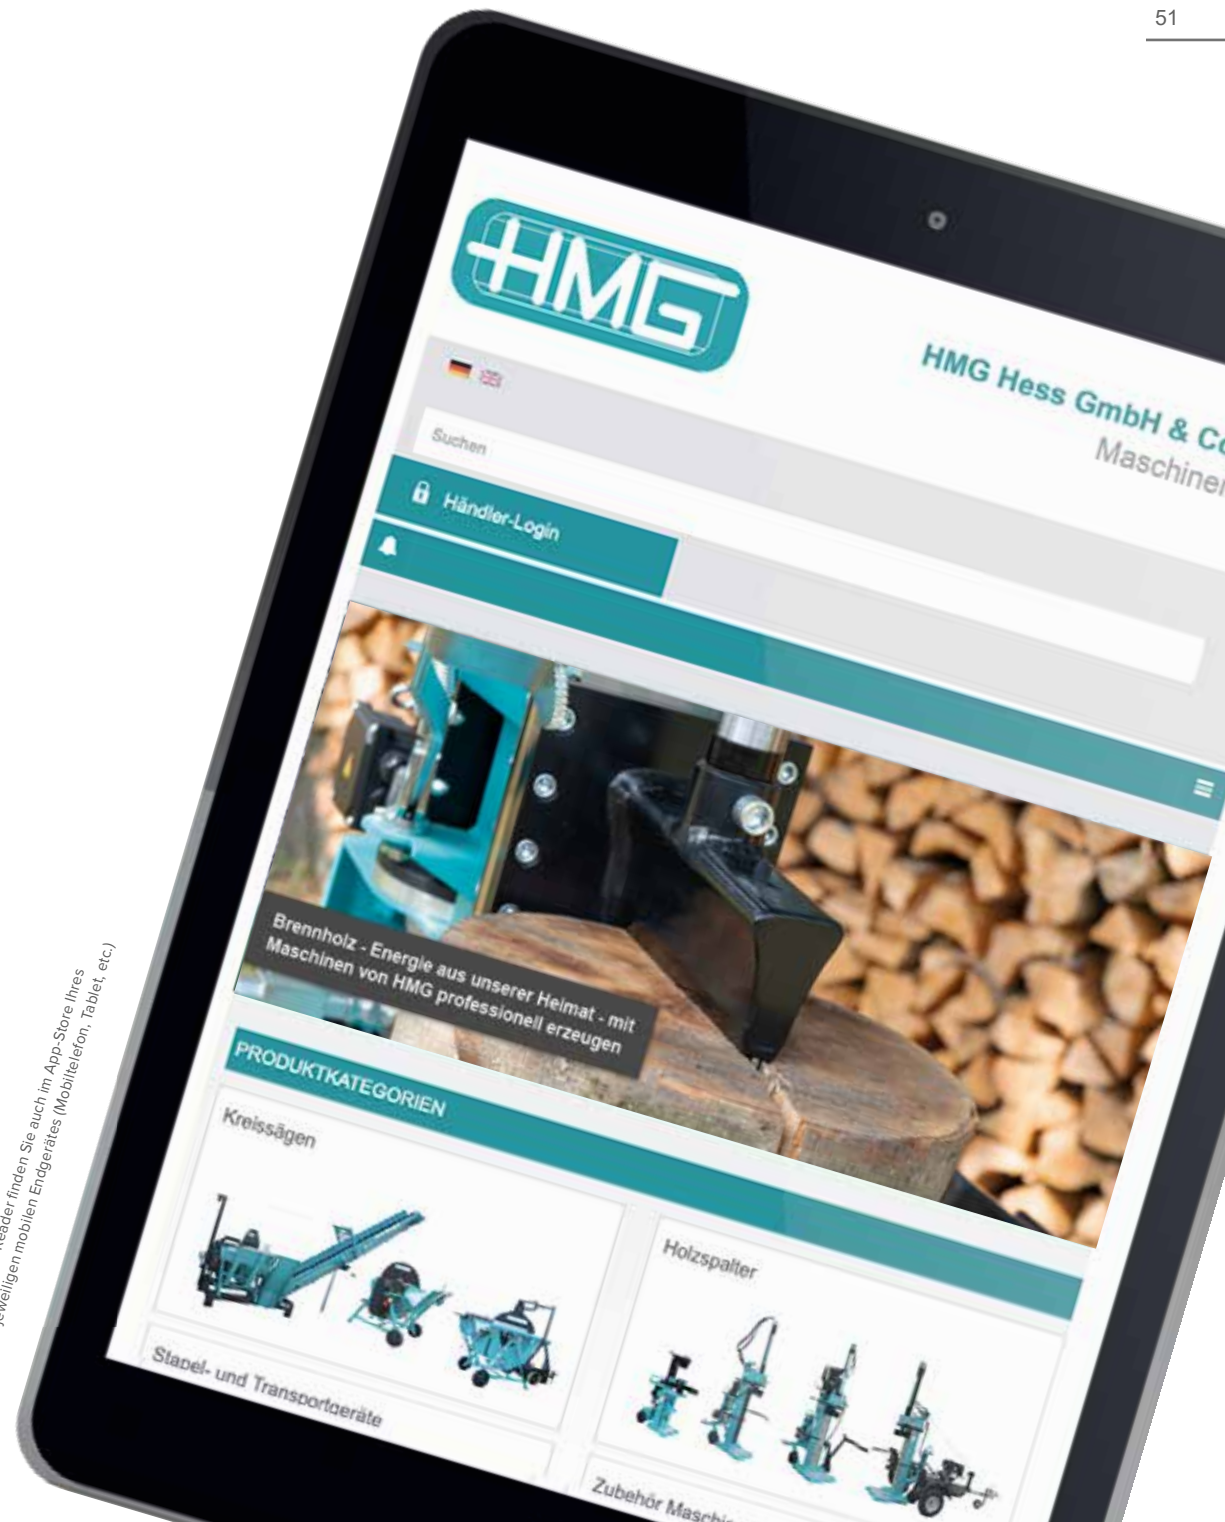 51
HMG
HMG Hess GmbH & Co
Maschinen
Suchen
Händler-Login
Brennholz - Energie aus unserer Heimat - mit
Maschinen von HMG professionell erzeugen
PRODUKTKATEGORIEN
Kreissägen
Holzspalter
Stapel- und Transportgeräte
Zubehör
Reader finden Sie auch im App-Store Ihres
jeweiligen mobilen Endgerätes (Mobiltelefon, Tablet, etc.)